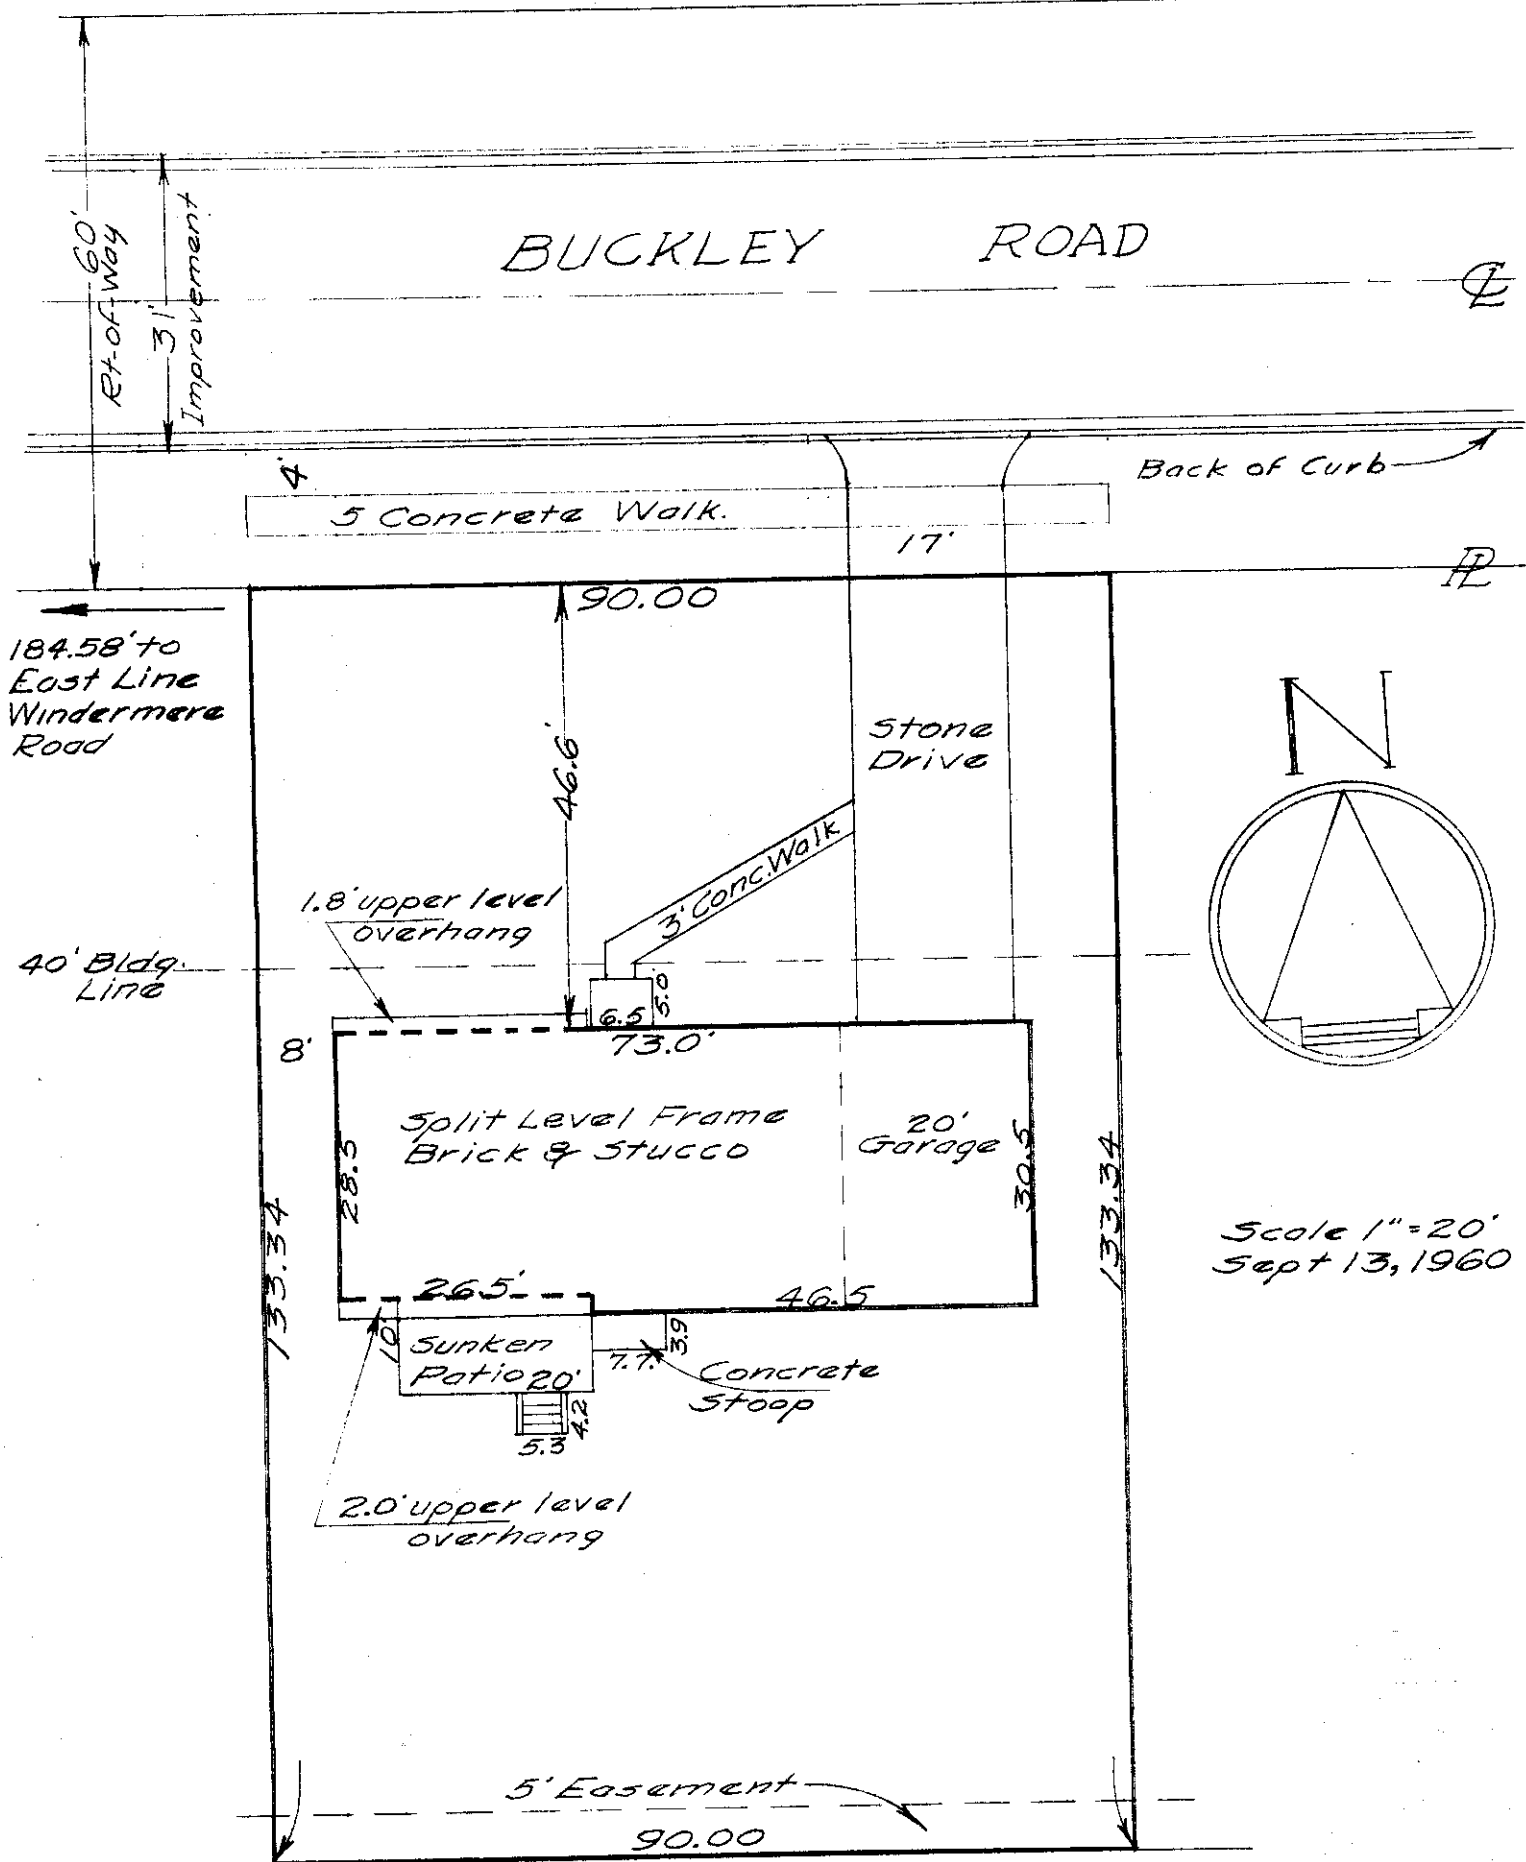 60'
Rt-of-Way
31'
Improvement
BUCKLEY ROAD
CL
4'
Back of Curb
5 Concrete Walk.
17'
PL
90.00
184.58' to
East Line
Windermere
Road
46.6'
Stone
Drive
N
3' Conc. Walk
1.8' upper level
overhang
40' Bldg.
Line
5.0'
6.5
8'
73.0'
Split Level Frame
Brick & Stucco
20'
Garage
28.5
30.5
133.34
133.34
Scale 1"=20'
Sept 13, 1960
26.5'
46.5
10'
Sunken
Patio 20'
3.9
7.7.
Concrete
Stoop
4.2
5.3
2.0' upper level
overhang
5' Easement
90.00